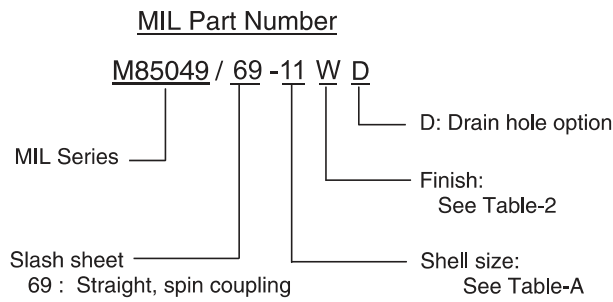 MIL Part Number
M85049 / 69 -11 W D
D: Drain hole option
MIL Series
Finish:
See Table-2
Slash sheet
69 : Straight, spin coupling
Shell size:
See Table-A